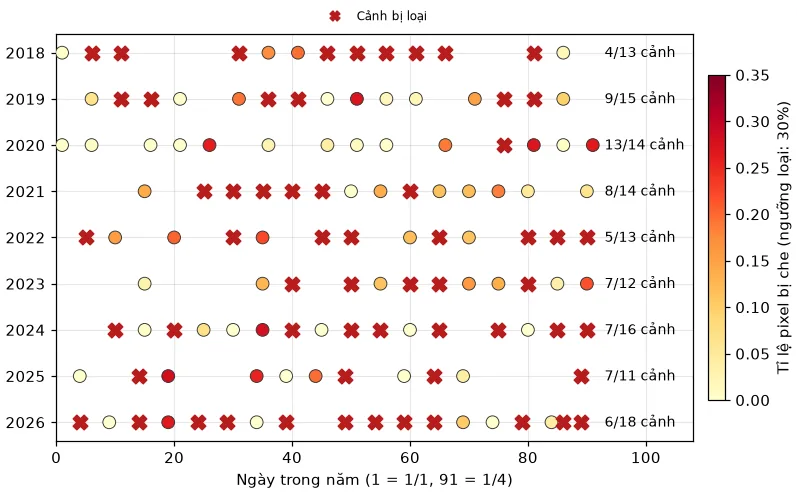 Cảnh bị loại
2018
4/13 cảnh
2019
9/15 cảnh
2020
13/14 cảnh
2021
8/14 cảnh
2022
5/13 cảnh
2023
7/12 cảnh
2024
7/16 cảnh
2025
7/11 cảnh
2026
6/18 cảnh
0 20 40 60 80 100
Ngày trong năm (1 = 1/1, 91 = 1/4)
0.35
0.30
0.25
0.20
0.15
0.10
0.05
0.00
Tỉ lệ pixel bị che (ngưỡng loại: 30%)